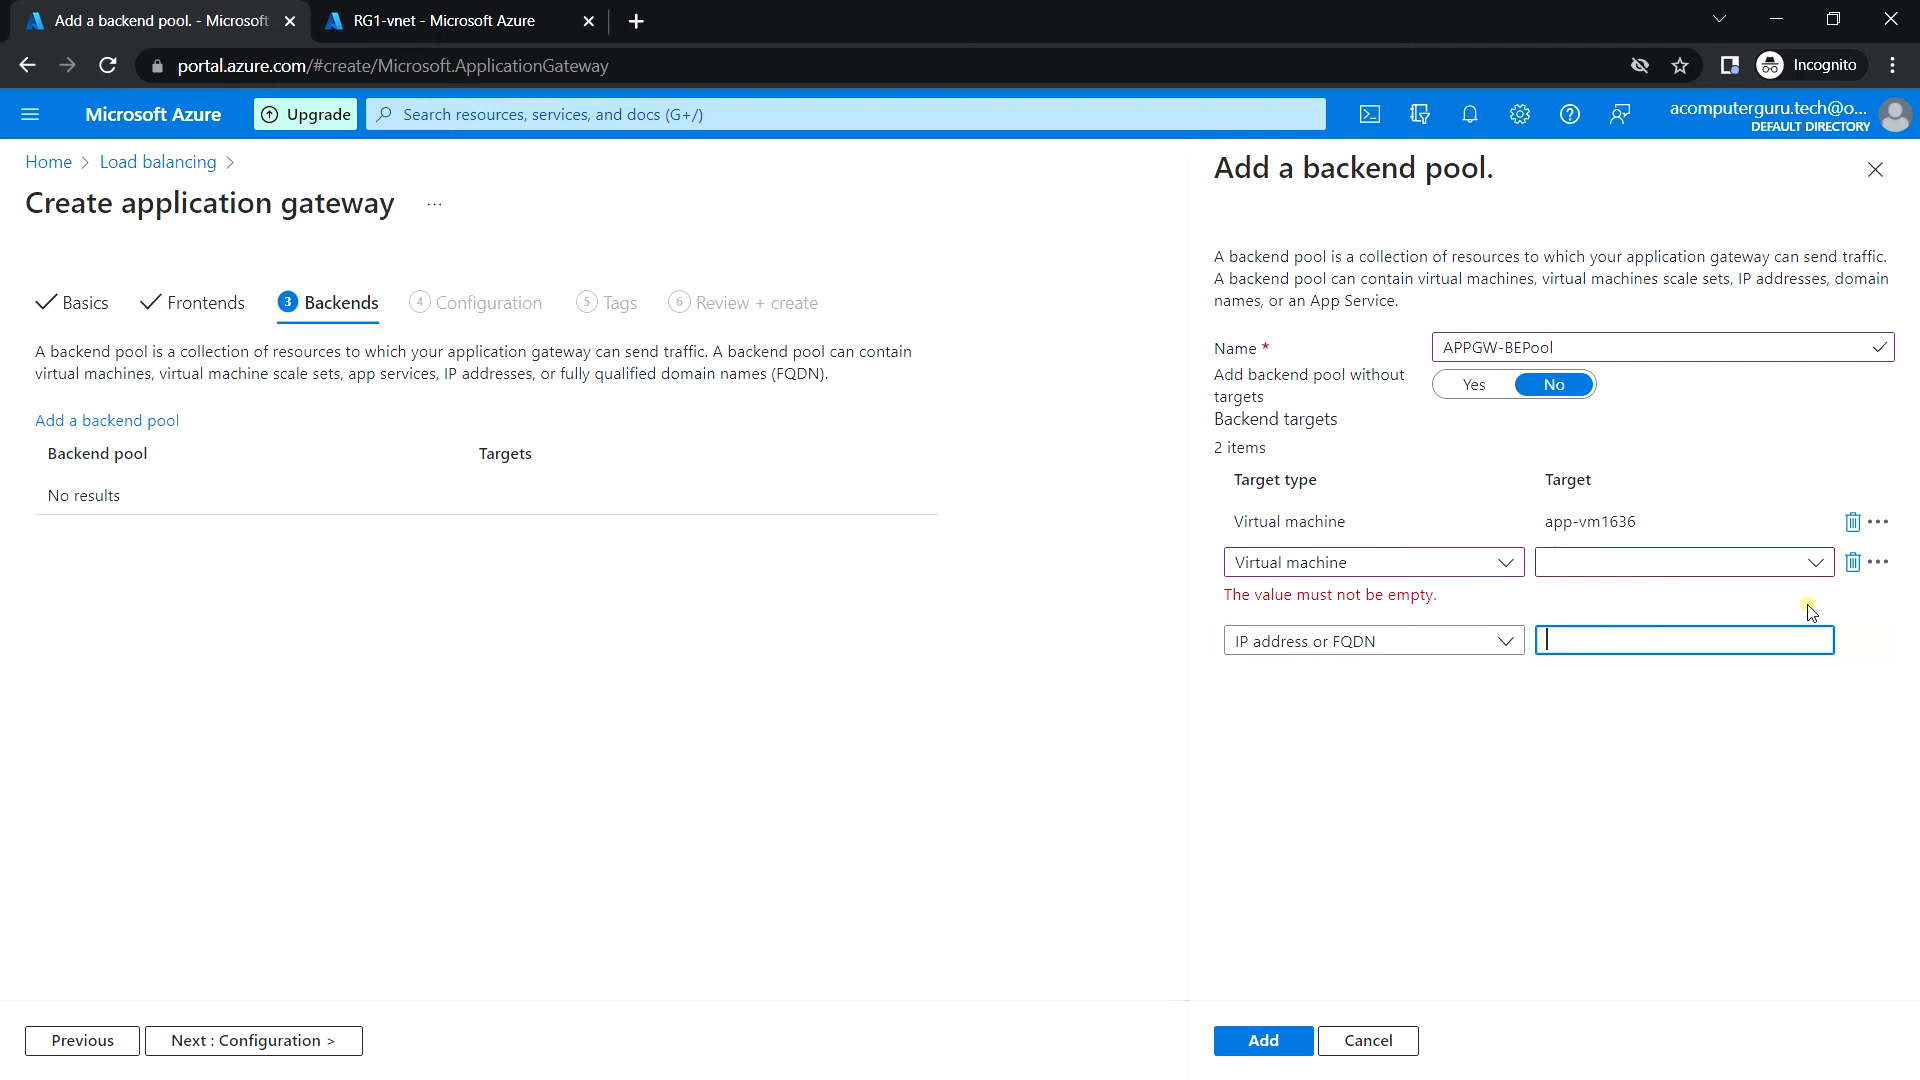 Add a backend pool. - Microsoft
RG1-vnet - Microsoft Azure
portal.azure.com/#create/Microsoft.ApplicationGateway
Incognito
Microsoft Azure
Upgrade
Search resources, services, and docs (G+/)
acomputerguru.tech@o...
DEFAULT DIRECTORY
Home > Load balancing >
Create application gateway ...
Basics
Frontends
3 Backends
4 Configuration
5 Tags
6 Review + create
A backend pool is a collection of resources to which your application gateway can send traffic. A backend pool can contain
virtual machines, virtual machine scale sets, app services, IP addresses, or fully qualified domain names (FQDN).
Add a backend pool
Backend pool Targets
No results
Previous
Next : Configuration >
Add a backend pool.
A backend pool is a collection of resources to which your application gateway can send traffic.
A backend pool can contain virtual machines, virtual machines scale sets, IP addresses, domain
names, or an App Service.
Name * APPGW-BEPool
Add backend pool without
targets
Yes No
Backend targets
2 items
Target type Target
Virtual machine app-vm1636
Virtual machine
The value must not be empty.
IP address or FQDN
Add
Cancel